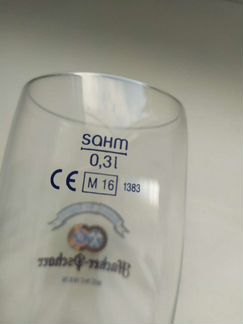 SAHM
0,3l
CE M 16 1383
Hacker-Pschorr